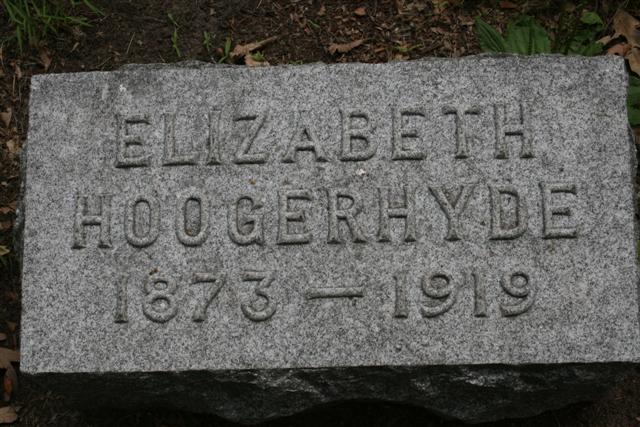 ELIZABETH
HOOGERHYDE
1873 — 1919